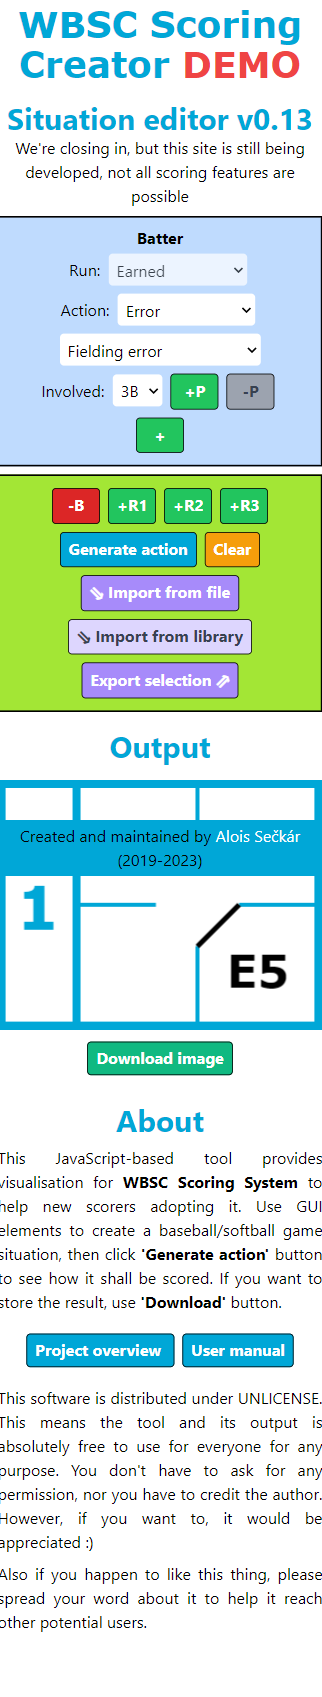 WBSC Scoring
Creator DEMO
Situation editor v0.13
We're closing in, but this site is still being
developed, not all scoring features are
possible
Batter
Run: Earned
Action: Error
Fielding error
Involved: 3B +P -P
+
-B +R1 +R2 +R3
Generate action Clear
⇘ Import from file
⇘ Import from library
Export selection ⇗
Output
Created and maintained by Alois Sečkár
(2019-2023)
1
E5
Download image
About
This JavaScript-based tool provides
visualisation for WBSC Scoring System to
help new scorers adopting it. Use GUI
elements to create a baseball/softball game
situation, then click 'Generate action' button
to see how it shall be scored. If you want to
store the result, use 'Download' button.
Project overview User manual
This software is distributed under UNLICENSE.
This means the tool and its output is
absolutely free to use for everyone for any
purpose. You don't have to ask for any
permission, nor you have to credit the author.
However, if you want to, it would be
appreciated :)
Also if you happen to like this thing, please
spread your word about it to help it reach
other potential users.